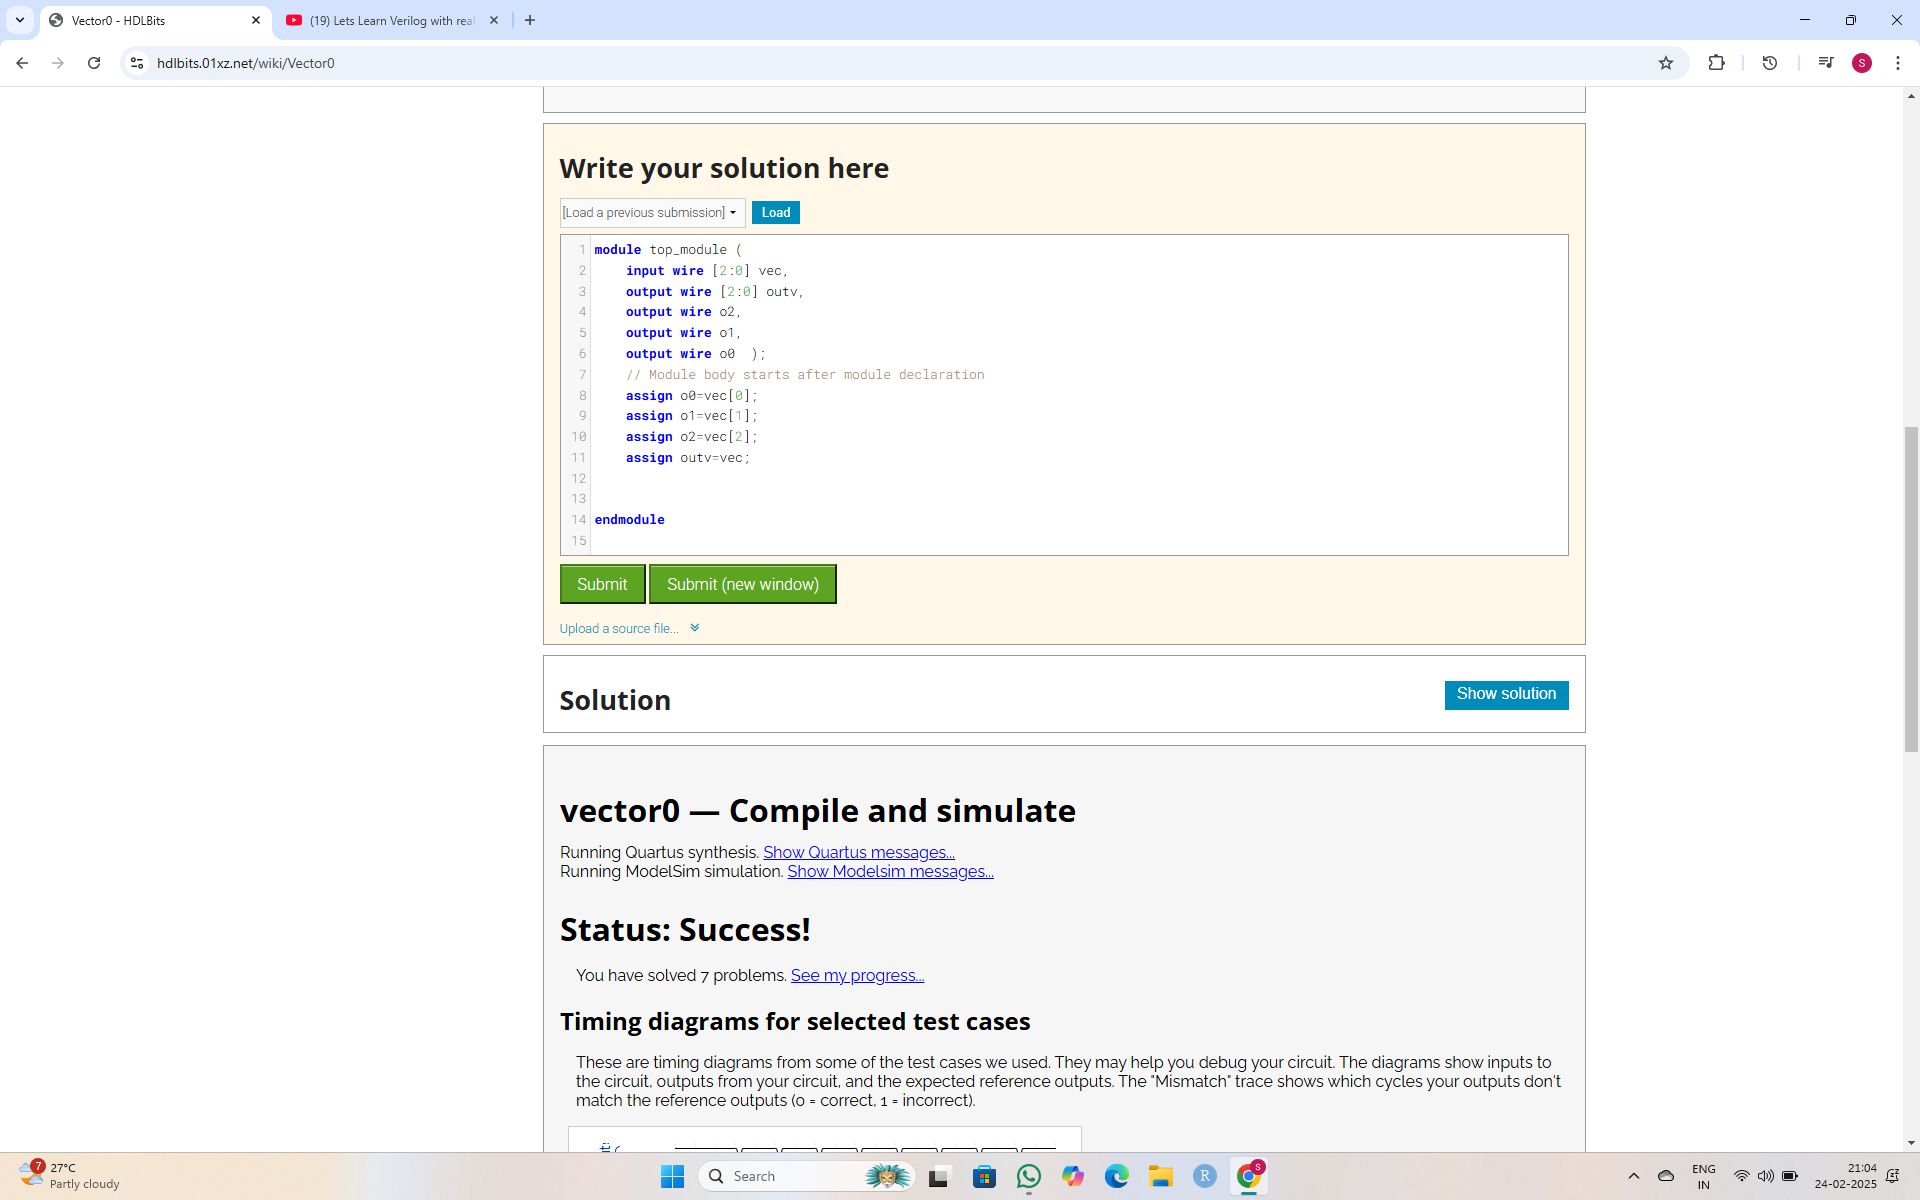 Vector0 - HDLBits
(19) Lets Learn Verilog with rea
hdlbits.01xz.net/wiki/Vector0
S
Write your solution here
[Load a previous submission]
Load
1 module top_module (
2 input wire [2:0] vec,
3 output wire [2:0] outv,
4 output wire o2,
5 output wire o1,
6 output wire o0 );
7 // Module body starts after module declaration
8 assign o0=vec[0];
9 assign o1=vec[1];
10 assign o2=vec[2];
11 assign outv=vec;
12
13
14 endmodule
15
Submit
Submit (new window)
Upload a source file...
Solution
Show solution
vector0 — Compile and simulate
Running Quartus synthesis. Show Quartus messages...
Running ModelSim simulation. Show Modelsim messages...
Status: Success!
You have solved 7 problems. See my progress...
Timing diagrams for selected test cases
These are timing diagrams from some of the test cases we used. They may help you debug your circuit. The diagrams show inputs to
the circuit, outputs from your circuit, and the expected reference outputs. The "Mismatch" trace shows which cycles your outputs don't
match the reference outputs (0 = correct, 1 = incorrect).
7
27°C
Partly cloudy
Search
R
S
ENG
IN
21:04
24-02-2025